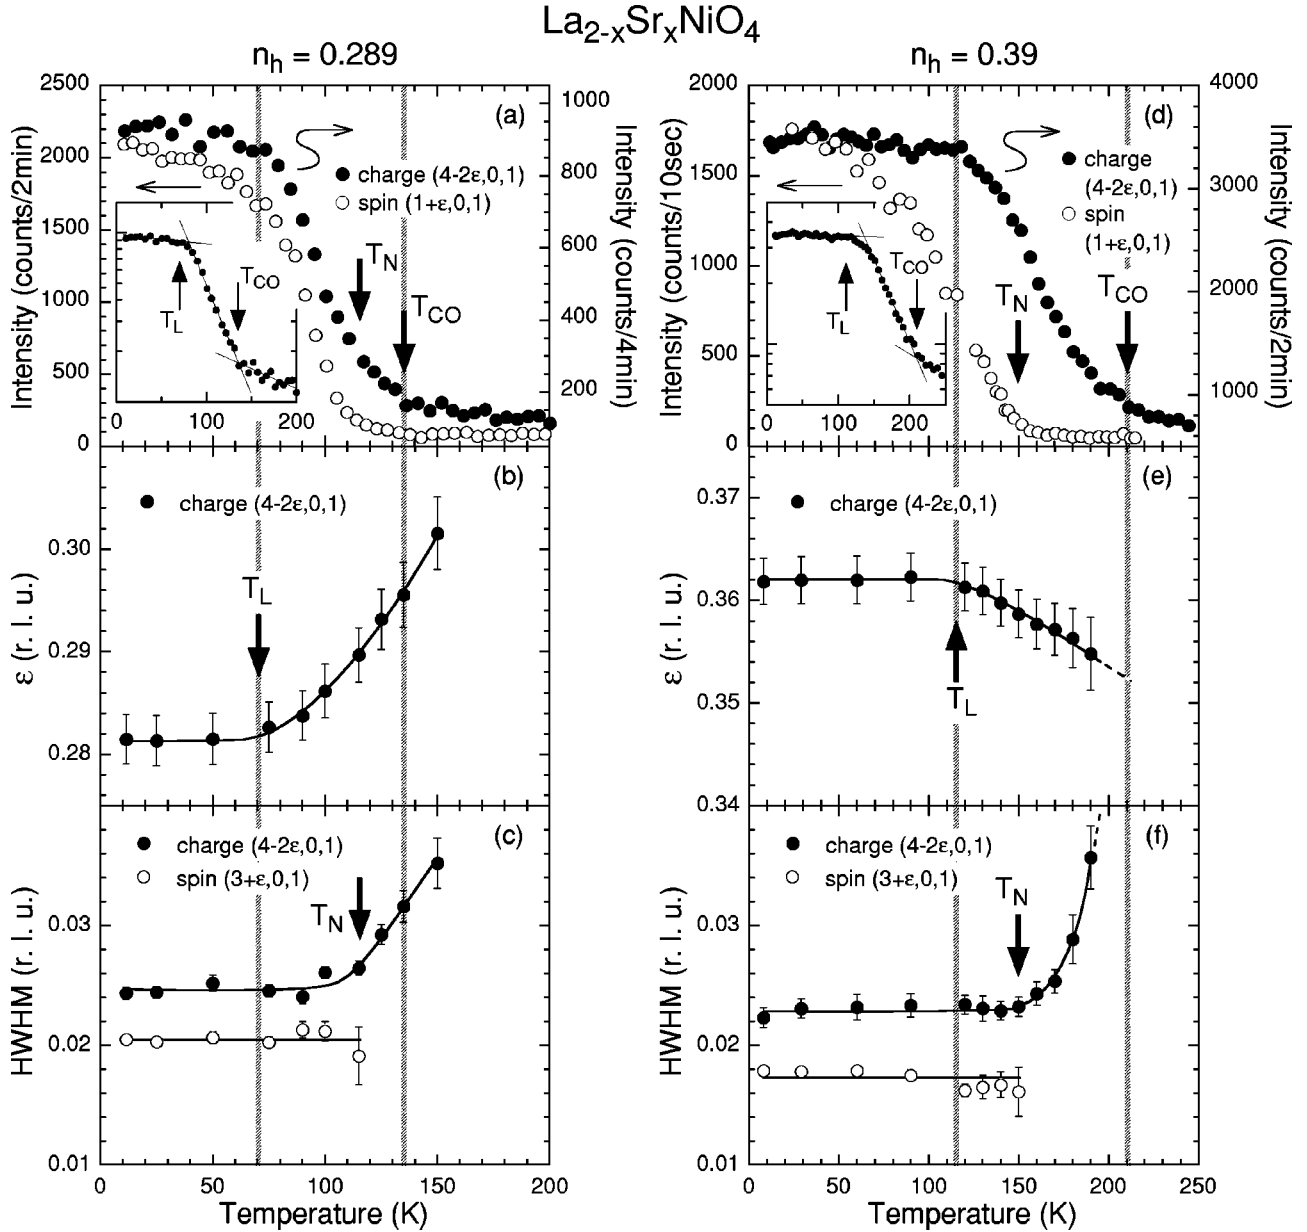 La2-xSrxNiO4
nh = 0.289
nh = 0.39
2500
2000
1500
1000
500
0
Intensity (counts/2min)
1000
800
600
400
200
Intensity (counts/4min)
(a)
charge (4-2ε,0,1)
spin (1+ε,0,1)
TN
TCO
TCO
TL
0
100
200
(b)
charge (4-2ε,0,1)
TL
0.30
0.29
0.28
ε (r. l. u.)
(c)
charge (4-2ε,0,1)
spin (3+ε,0,1)
TN
0.03
0.02
0.01
HWHM (r. l. u.)
0
50
100
150
200
Temperature (K)
2000
1500
1000
500
0
Intensity (counts/10sec)
4000
3000
2000
1000
Intensity (counts/2min)
(d)
charge
(4-2ε,0,1)
spin
(1+ε,0,1)
TN
TCO
TCO
TL
0
100
200
(e)
charge (4-2ε,0,1)
TL
0.37
0.36
0.35
0.34
ε (r. l. u.)
(f)
charge (4-2ε,0,1)
spin (3+ε,0,1)
TN
0.03
0.02
0.01
HWHM (r. l. u.)
0
50
100
150
200
250
Temperature (K)